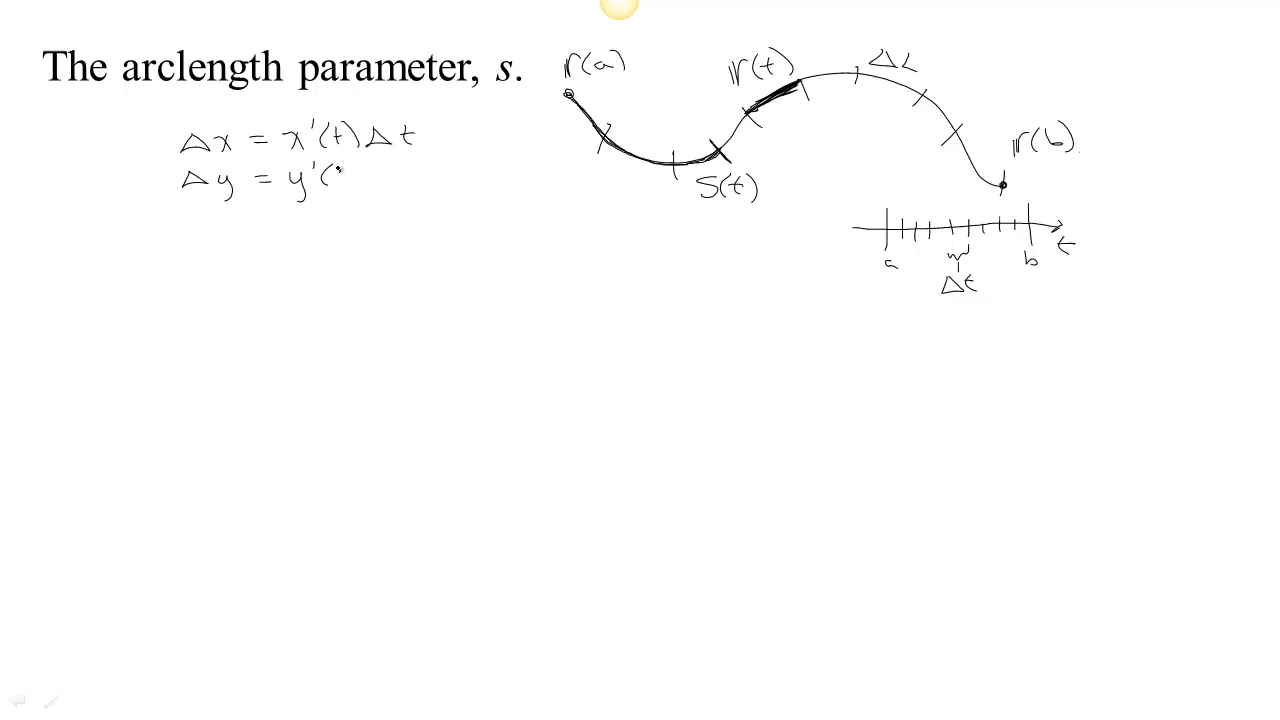 The arclength parameter, s.
r(a)
r(t)
ΔL
Δx = x'(t)Δt
r(b)
Δy = y'(
S(t)
t
a
b
Δt